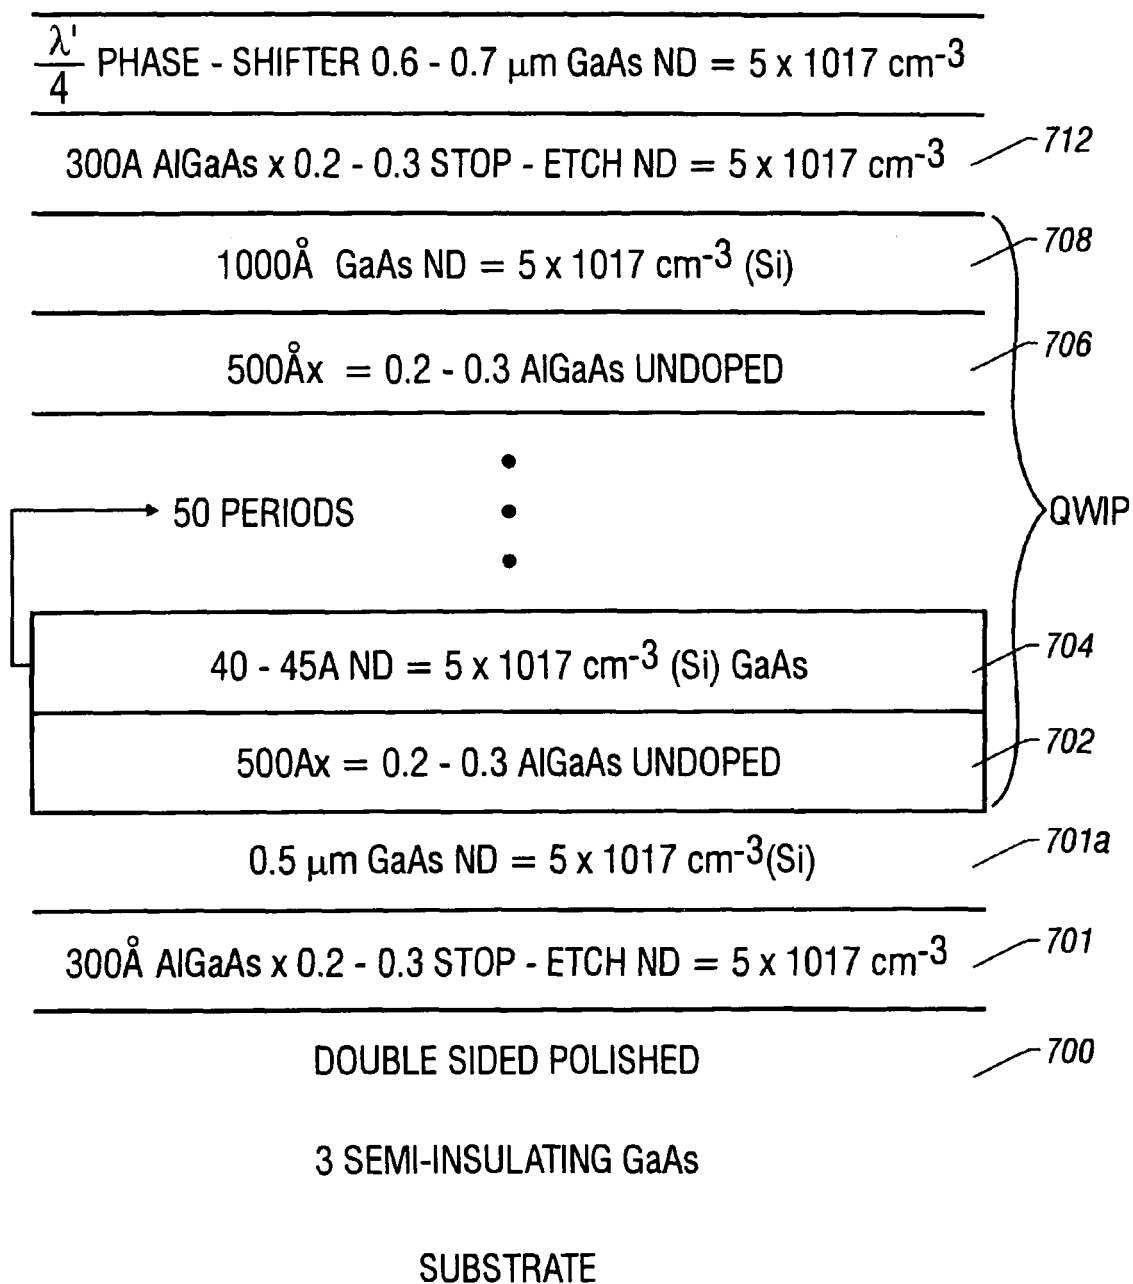 λ'/4 PHASE - SHIFTER 0.6 - 0.7 μm GaAs ND = 5 x 1017 cm-3
300A AlGaAs x 0.2 - 0.3 STOP - ETCH ND = 5 x 1017 cm-3
712
1000Å GaAs ND = 5 x 1017 cm-3 (Si)
708
500Åx = 0.2 - 0.3 AlGaAs UNDOPED
706
50 PERIODS
QWIP
40 - 45A ND = 5 x 1017 cm-3 (Si) GaAs
704
500Ax = 0.2 - 0.3 AlGaAs UNDOPED
702
0.5 μm GaAs ND = 5 x 1017 cm-3(Si)
701a
300Å AlGaAs x 0.2 - 0.3 STOP - ETCH ND = 5 x 1017 cm-3
701
DOUBLE SIDED POLISHED
700
3 SEMI-INSULATING GaAs
SUBSTRATE